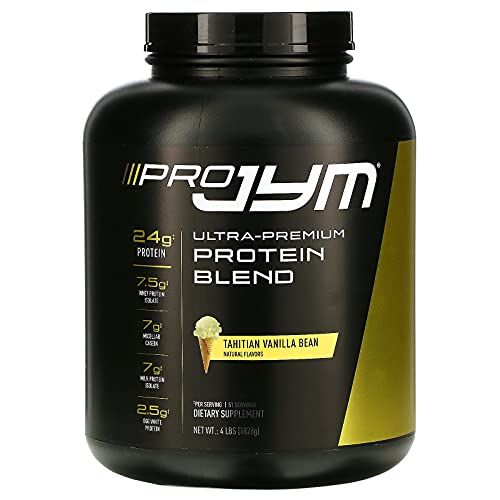 PRO JYM®
ULTRA-PREMIUM
PROTEIN
BLEND
24g‡
PROTEIN
7.5g‡
WHEY PROTEIN
ISOLATE
7g‡
MICELLAR
CASEIN
7g‡
MILK PROTEIN
ISOLATE
2.5g‡
EGG WHITE
PROTEIN
TAHITIAN VANILLA BEAN
NATURAL FLAVORS
‡PER SERVING | 51 SERVINGS
DIETARY SUPPLEMENT
NET WT.: 4 LBS (1828g)